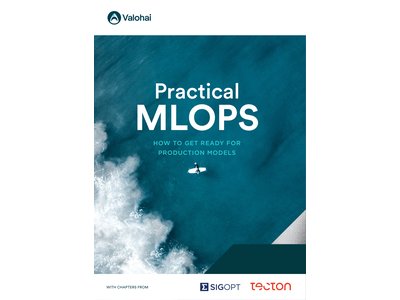 Valohai
Practical
MLOPS
HOW TO GET READY FOR
PRODUCTION MODELS
WITH CHAPTERS FROM
SIGOPT
TECTON